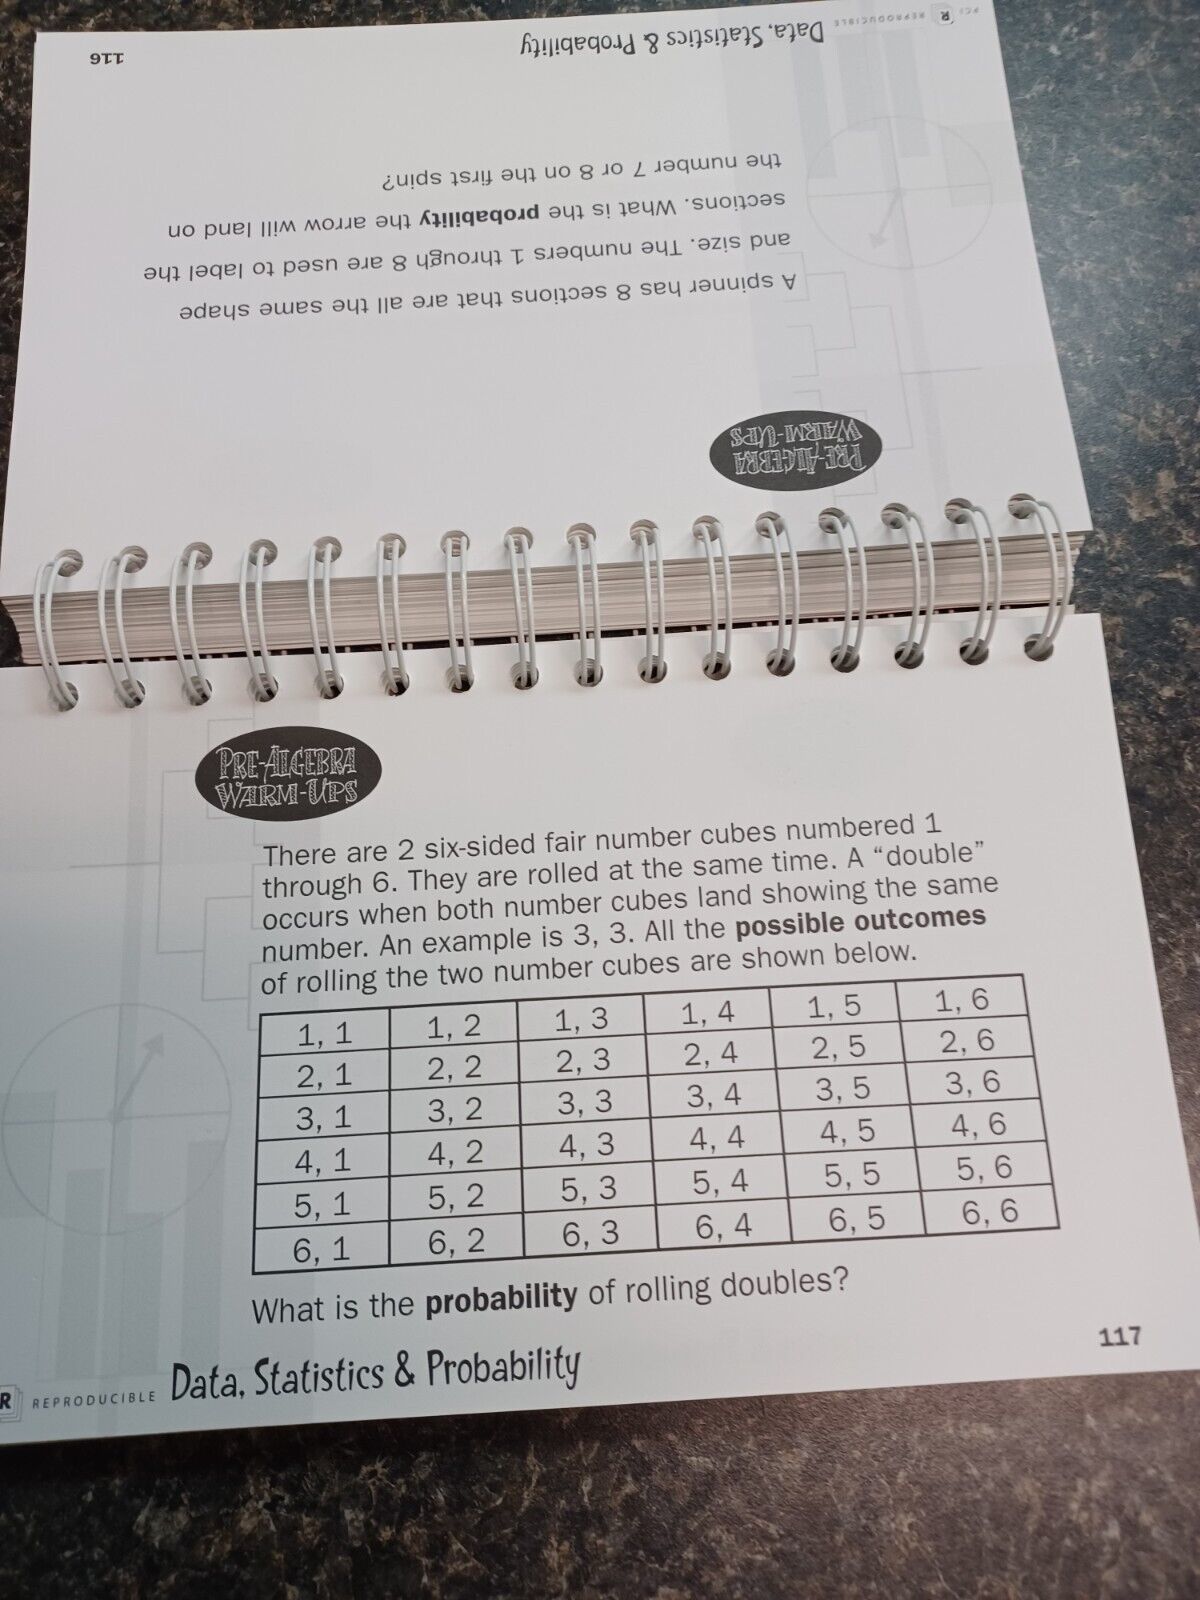 PRE-ALGEBRA
WARM-UPS
A spinner has 8 sections that are all the same shape
and size. The numbers 1 through 8 are used to label the
sections. What is the probability the arrow will land on
the number 7 or 8 on the first spin?
PCI REPRODUCIBLE
R
Data, Statistics & Probability
116
PRE-ALGEBRA
WARM-UPS
There are 2 six-sided fair number cubes numbered 1
through 6. They are rolled at the same time. A “double”
occurs when both number cubes land showing the same
number. An example is 3, 3. All the possible outcomes
of rolling the two number cubes are shown below.
1, 1 1, 2 1, 3 1, 4 1, 5 1, 6
2, 1 2, 2 2, 3 2, 4 2, 5 2, 6
3, 1 3, 2 3, 3 3, 4 3, 5 3, 6
4, 1 4, 2 4, 3 4, 4 4, 5 4, 6
5, 1 5, 2 5, 3 5, 4 5, 5 5, 6
6, 1 6, 2 6, 3 6, 4 6, 5 6, 6
What is the probability of rolling doubles?
R REPRODUCIBLE Data, Statistics & Probability
117